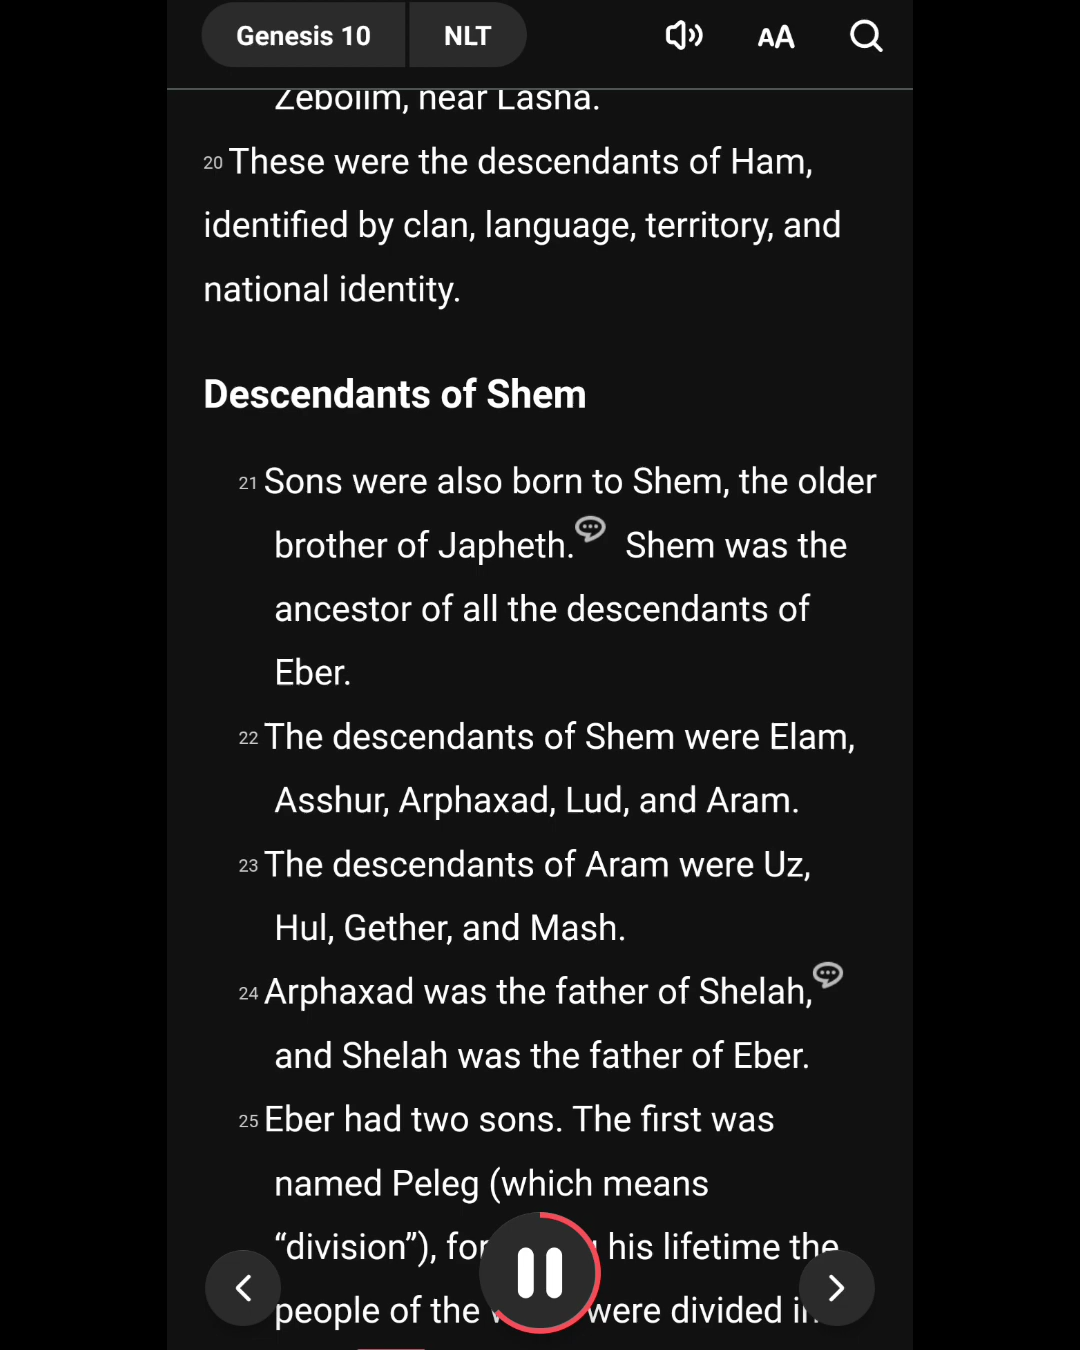 Genesis 10 NLT AA
Zeboiim, near Lasha.
20 These were the descendants of Ham,
identified by clan, language, territory, and
national identity.
Descendants of Shem
21 Sons were also born to Shem, the older
brother of Japheth. Shem was the
ancestor of all the descendants of
Eber.
22 The descendants of Shem were Elam,
Asshur, Arphaxad, Lud, and Aram.
23 The descendants of Aram were Uz,
Hul, Gether, and Mash.
24 Arphaxad was the father of Shelah,
and Shelah was the father of Eber.
25 Eber had two sons. The first was
named Peleg (which means
“division”), for his lifetime the
people of the were divided